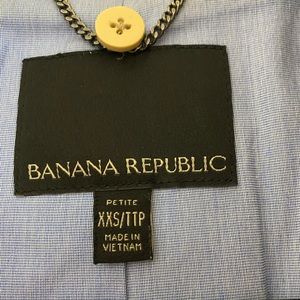 BANANA REPUBLIC
PETITE
XXS/TTP
MADE IN
VIETNAM